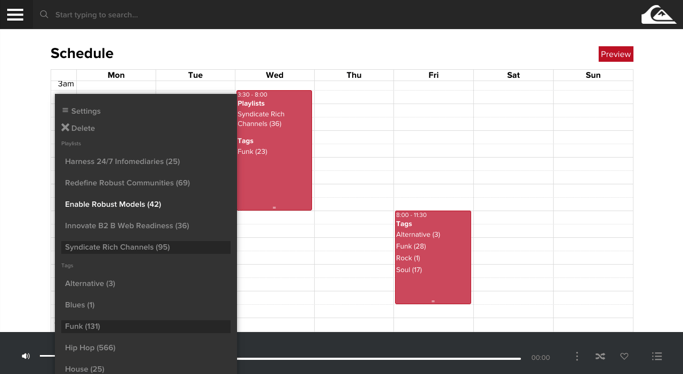 Start typing to search...
Schedule
Preview
Mon
Tue
Wed
Thu
Fri
Sat
Sun
3am
Settings
Delete
Playlists
Harness 24/7 Infomediaries (25)
Redefine Robust Communities (69)
Enable Robust Models (42)
Innovate B2 B Web Readiness (36)
Syndicate Rich Channels (95)
Tags
Alternative (3)
Blues (1)
Funk (131)
Hip Hop (566)
House (25)
3:30 - 8:00
Playlists
Syndicate Rich
Channels (36)
Tags
Funk (23)
8:00 - 11:30
Tags
Alternative (3)
Funk (28)
Rock (1)
Soul (17)
00:00